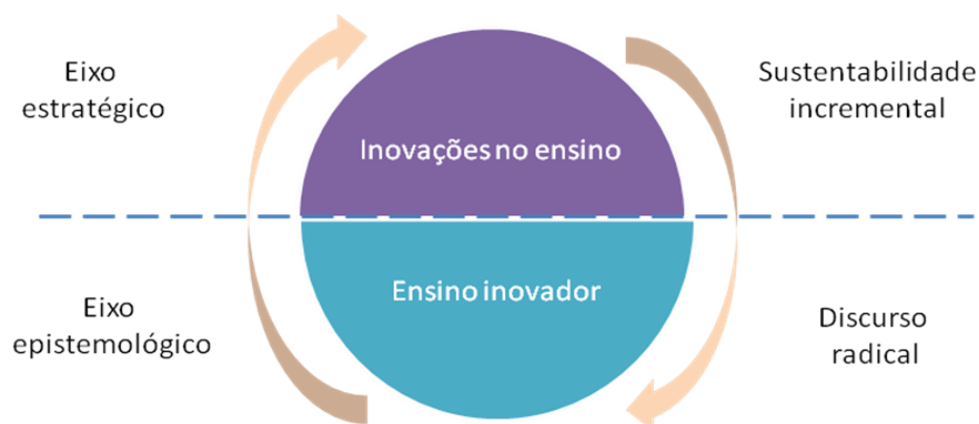 Eixo
estratégico
Inovações no ensino
Sustentabilidade
incremental
Eixo
epistemológico
Ensino inovador
Discurso
radical